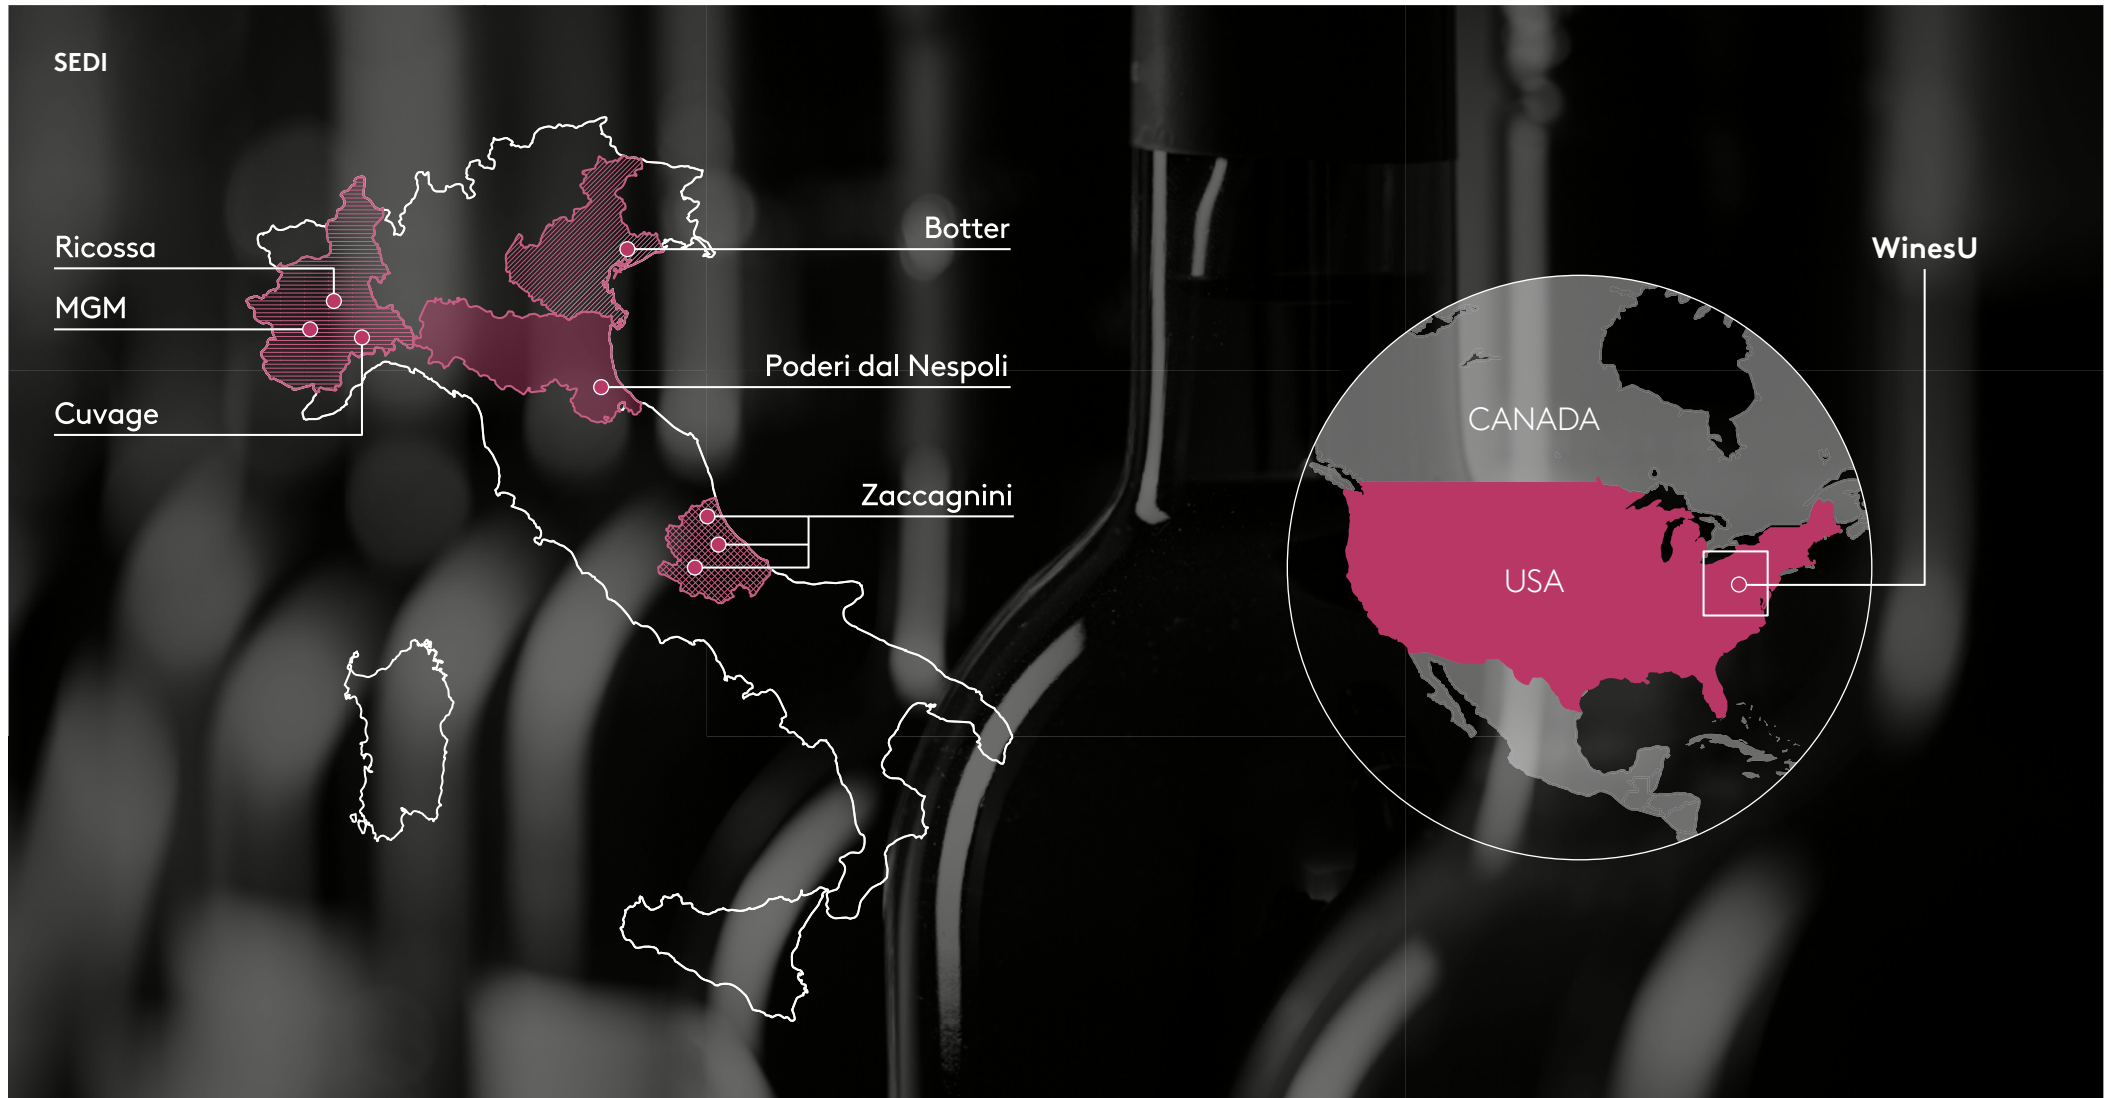 SEDI
Ricossa
MGM
Cuvage
Botter
Poderi dal Nespoli
Zaccagnini
WinesU
CANADA
USA